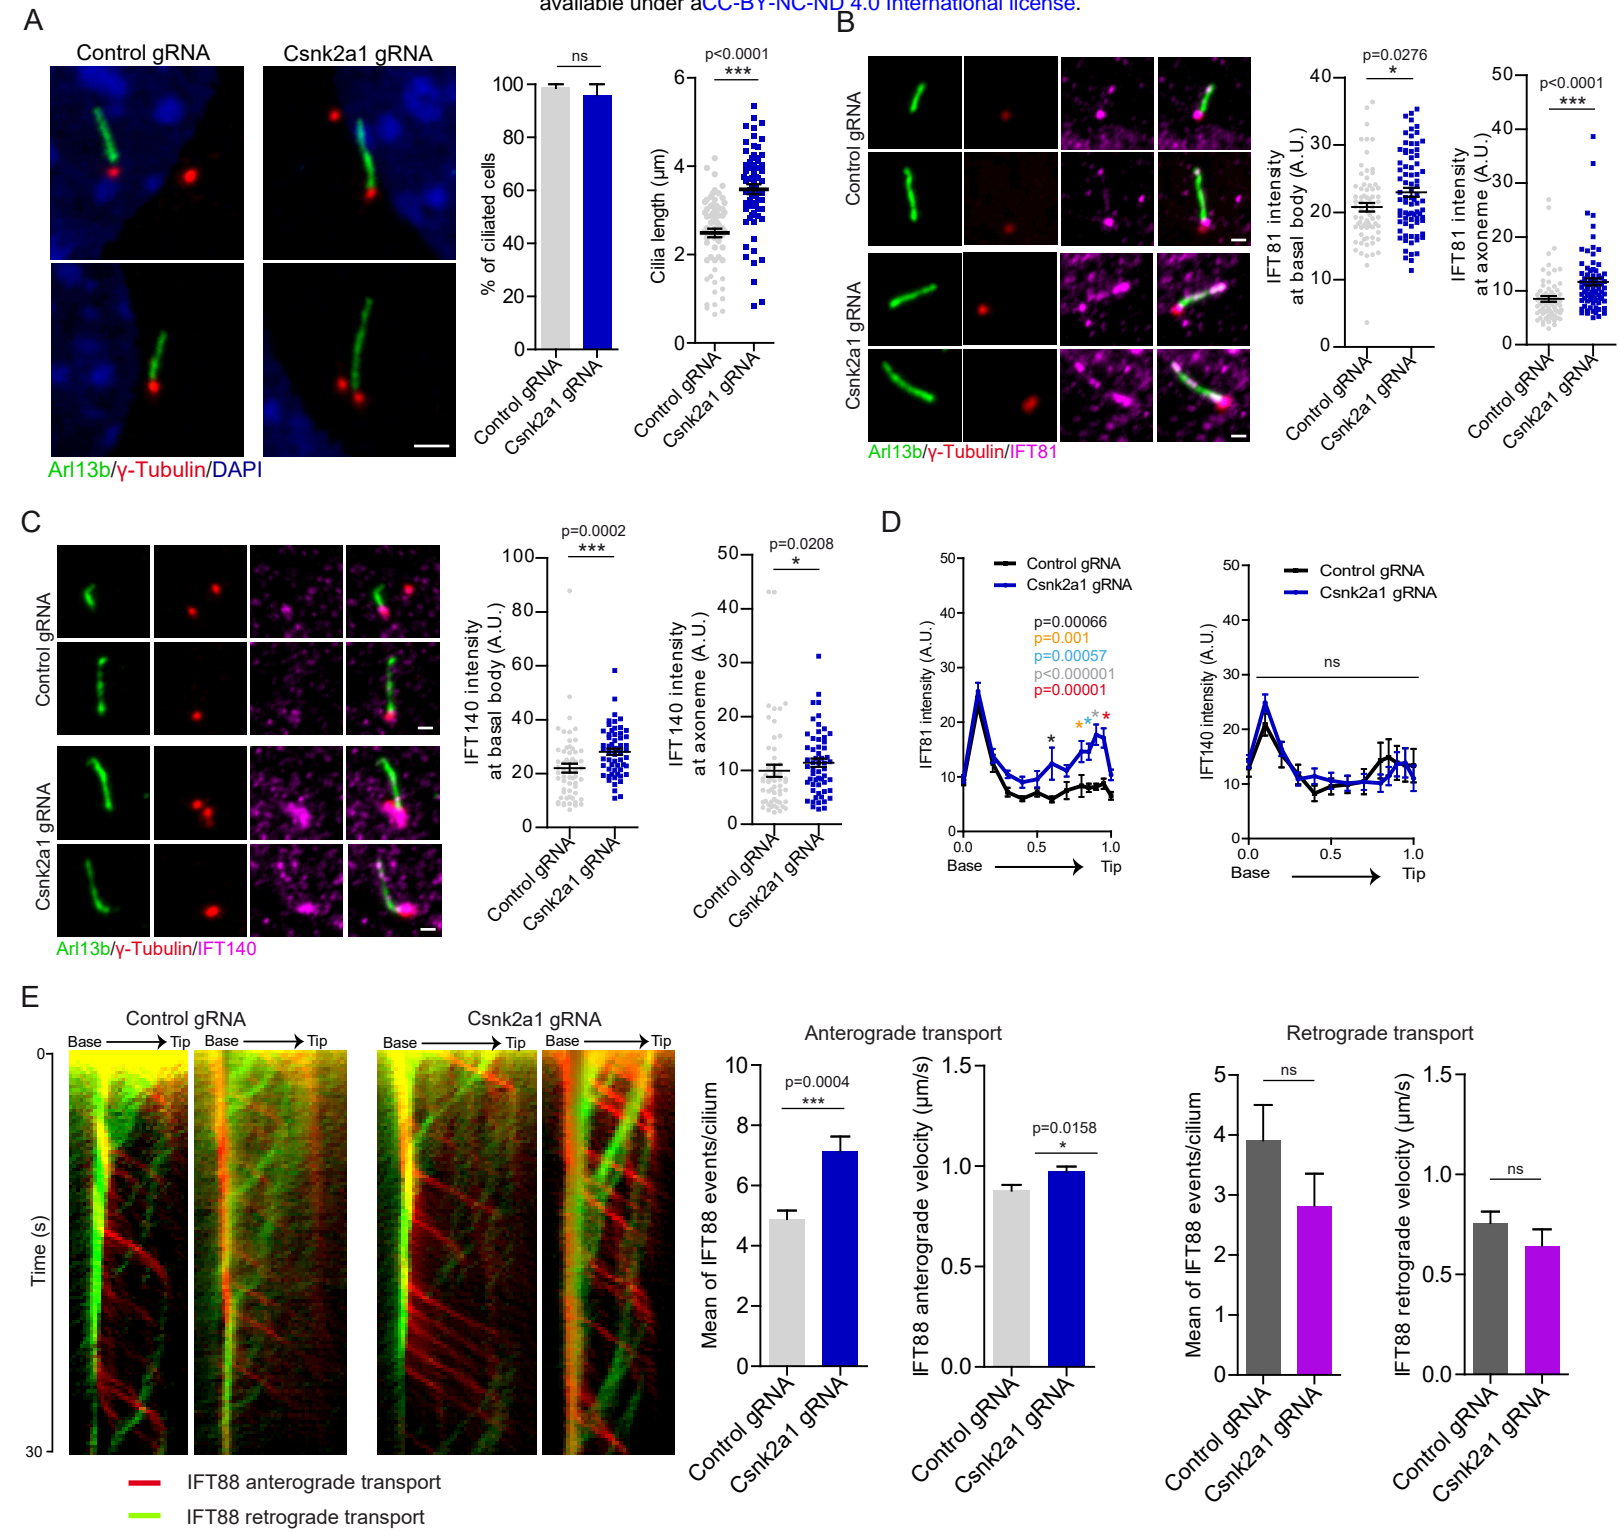 available under aCC-BY-NC-ND 4.0 International license.
A
Control gRNA
Csnk2a1 gRNA
Arl13b/γ-Tubulin/DAPI
ns
% of ciliated cells
100
80
60
40
20
0
Control gRNA
Csnk2a1 gRNA
p<0.0001
***
Cilia length (µm)
6
4
2
0
Control gRNA
Csnk2a1 gRNA
B
Control gRNA
Csnk2a1 gRNA
Arl13b/γ-Tubulin/IFT81
p=0.0276
*
IFT81 intensity
at basal body (A.U.)
40
30
20
10
0
Control gRNA
Csnk2a1 gRNA
p<0.0001
***
IFT81 intensity
at axoneme (A.U.)
50
40
30
20
10
0
Control gRNA
Csnk2a1 gRNA
C
Control gRNA
Csnk2a1 gRNA
Arl13b/γ-Tubulin/IFT140
p=0.0002
***
IFT140 intensity
at basal body (A.U.)
100
80
60
40
20
0
Control gRNA
Csnk2a1 gRNA
p=0.0208
*
IFT140 intensity
at axoneme (A.U.)
50
40
30
20
10
0
Control gRNA
Csnk2a1 gRNA
D
Control gRNA
Csnk2a1 gRNA
p=0.00066
p=0.001
p=0.00057
p<0.000001
p=0.00001
* * * * *
IFT81 intensity (A.U.)
50
40
30
20
10
0
0.0 0.5 1.0
Base Tip
Control gRNA
Csnk2a1 gRNA
ns
IFT140 intensity (A.U.)
50
40
30
20
10
0
0.0 0.5 1.0
Base Tip
E
Control gRNA
Csnk2a1 gRNA
Base Tip Base Tip
Base Tip Base Tip
0
Time (s)
30
IFT88 anterograde transport
IFT88 retrograde transport
Anterograde transport
p=0.0004
***
Mean of IFT88 events/cilium
10
8
6
4
2
0
Control gRNA
Csnk2a1 gRNA
p=0.0158
*
IFT88 anterograde velocity (µm/s)
1.5
1.0
0.5
0.0
Control gRNA
Csnk2a1 gRNA
Retrograde transport
ns
Mean of IFT88 events/cilium
5
4
3
2
1
0
Control gRNA
Csnk2a1 gRNA
ns
IFT88 retrograde velocity (µm/s)
1.5
1.0
0.5
0.0
Control gRNA
Csnk2a1 gRNA